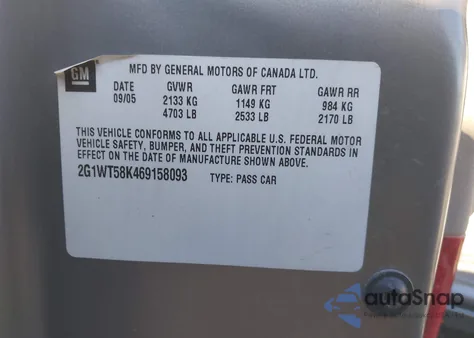 GM
MFD BY GENERAL MOTORS OF CANADA LTD.
DATE GVWR GAWR FRT GAWR RR
09/05 2133 KG 1149 KG 984 KG
4703 LB 2533 LB 2170 LB
THIS VEHICLE CONFORMS TO ALL APPLICABLE U.S. FEDERAL MOTOR
VEHICLE SAFETY, BUMPER, AND THEFT PREVENTION STANDARDS IN
EFFECT ON THE DATE OF MANUFACTURE SHOWN ABOVE.
2G1WT58K469158093 TYPE: PASS CAR
autoSnap